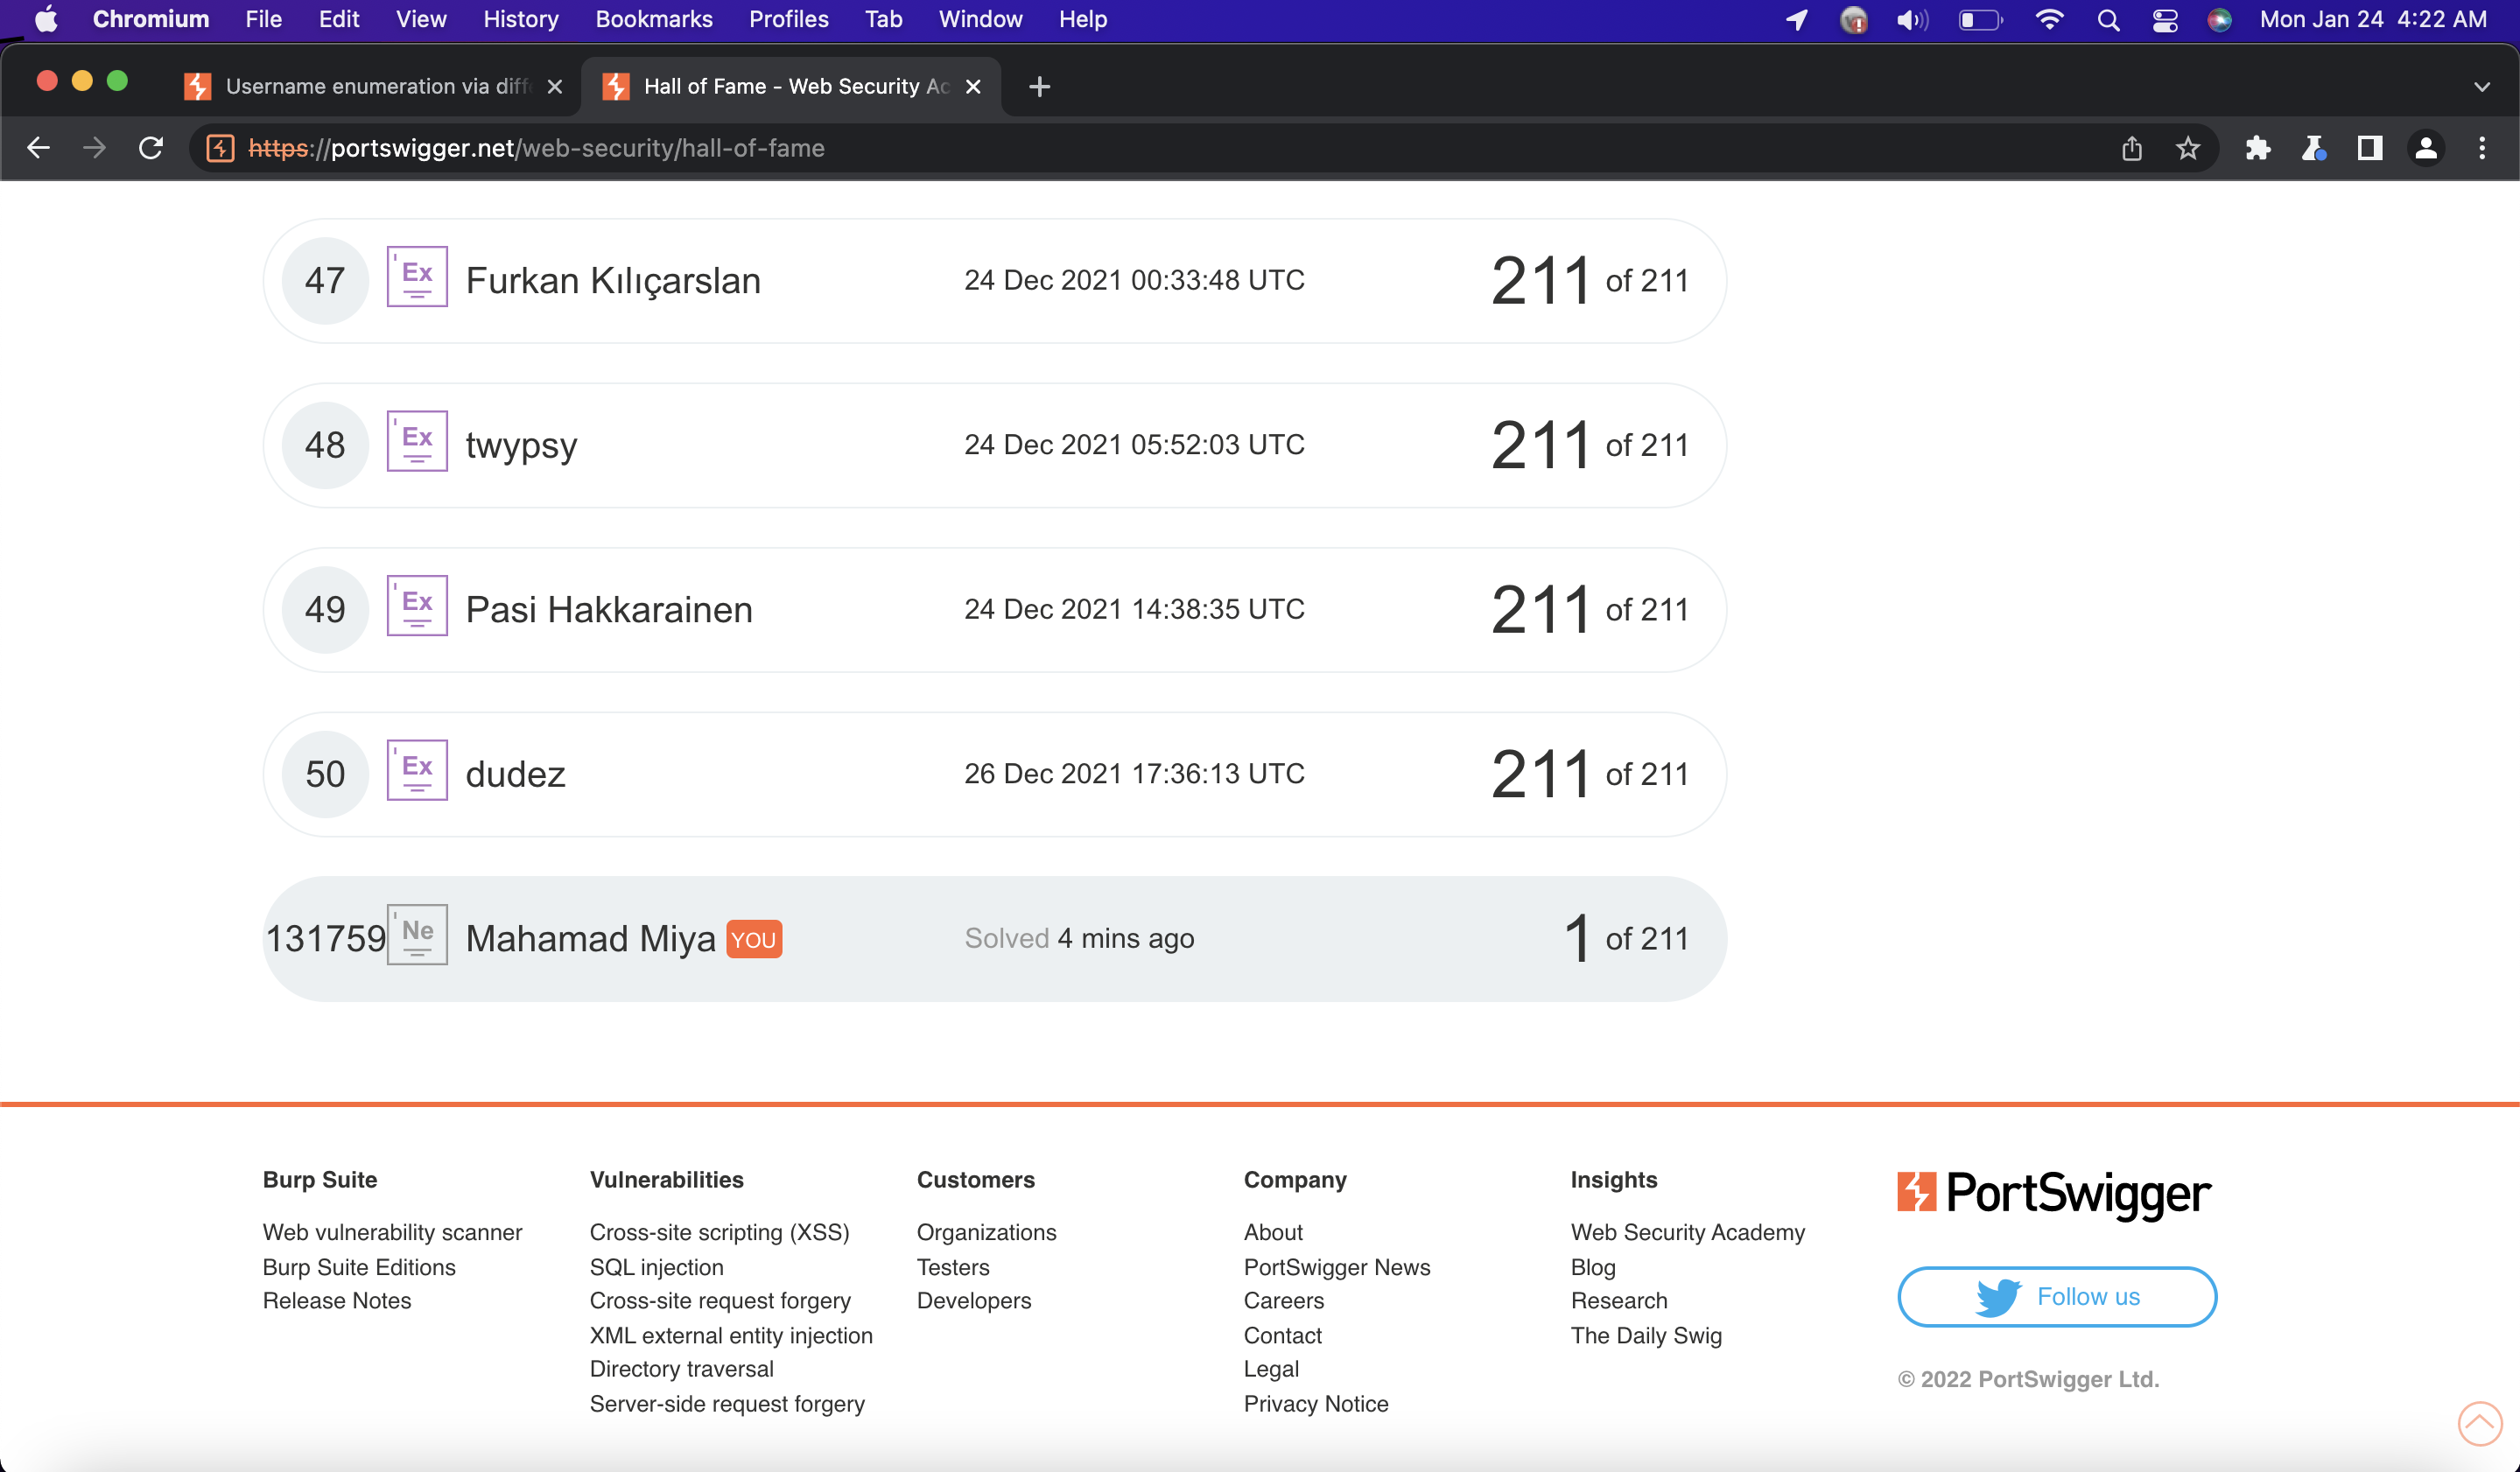 Chromium File Edit View History Bookmarks Profiles Tab Window Help Mon Jan 24 4:22 AM
Username enumeration via diff Hall of Fame - Web Security Ac
https://portswigger.net/web-security/hall-of-fame
47 Ex Furkan Kılıçarslan 24 Dec 2021 00:33:48 UTC 211 of 211
48 Ex twypsy 24 Dec 2021 05:52:03 UTC 211 of 211
49 Ex Pasi Hakkarainen 24 Dec 2021 14:38:35 UTC 211 of 211
50 Ex dudez 26 Dec 2021 17:36:13 UTC 211 of 211
131759 Ne Mahamad Miya YOU Solved 4 mins ago 1 of 211
Burp Suite
Web vulnerability scanner
Burp Suite Editions
Release Notes
Vulnerabilities
Cross-site scripting (XSS)
SQL injection
Cross-site request forgery
XML external entity injection
Directory traversal
Server-side request forgery
Customers
Organizations
Testers
Developers
Company
About
PortSwigger News
Careers
Contact
Legal
Privacy Notice
Insights
Web Security Academy
Blog
Research
The Daily Swig
PortSwigger
Follow us
© 2022 PortSwigger Ltd.